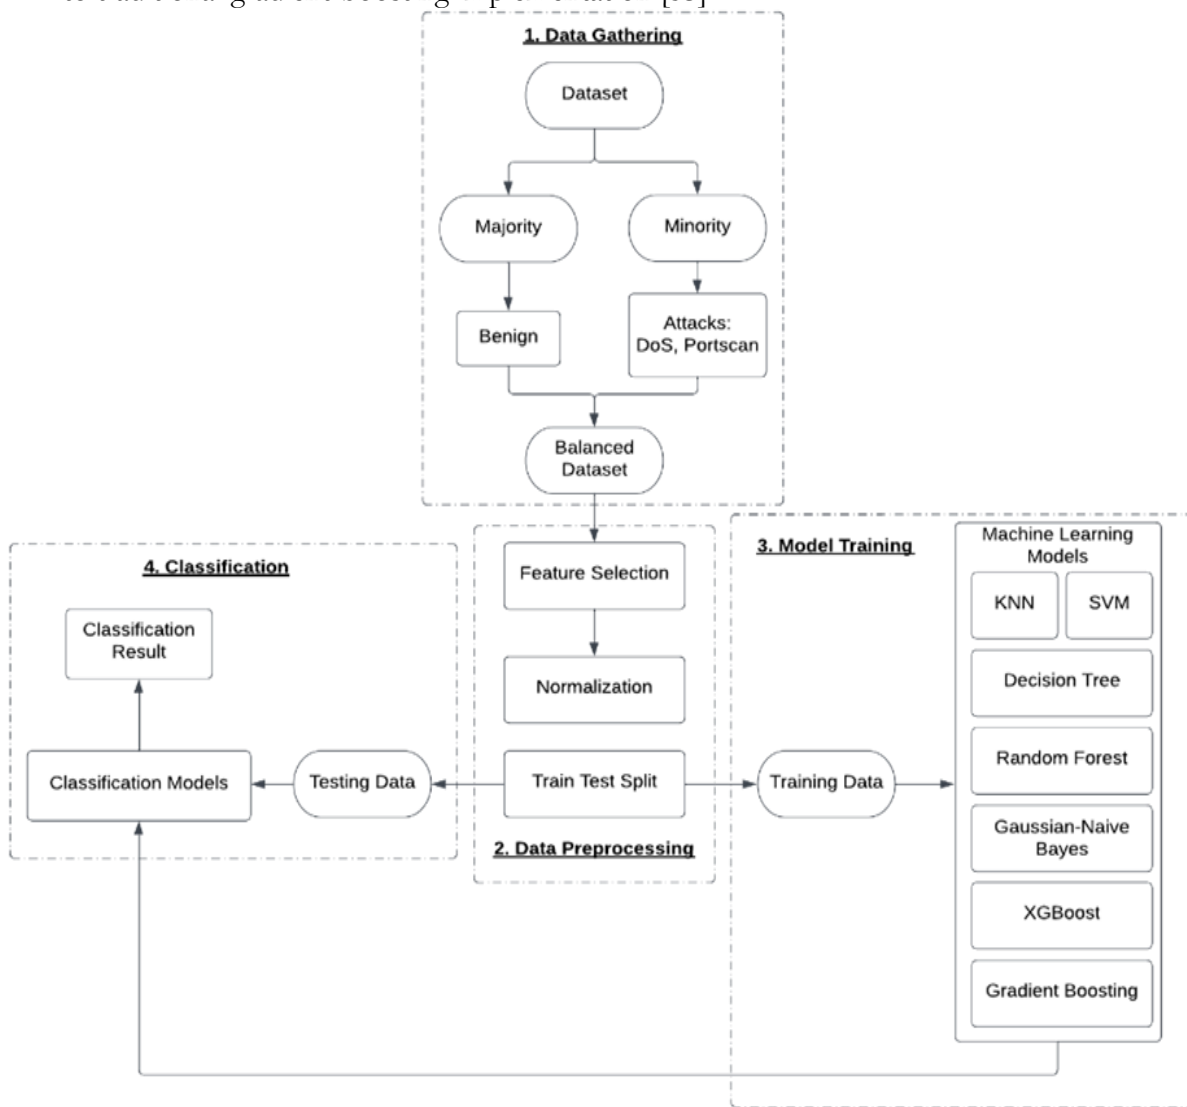 1. Data Gathering
Dataset
Majority
Minority
Benign
Attacks:
DoS, Portscan
Balanced
Dataset
2. Data Preprocessing
Feature Selection
Normalization
Train Test Split
3. Model Training
Training Data
Machine Learning
Models
KNN
SVM
Decision Tree
Random Forest
Gaussian-Naive
Bayes
XGBoost
Gradient Boosting
4. Classification
Testing Data
Classification Models
Classification
Result